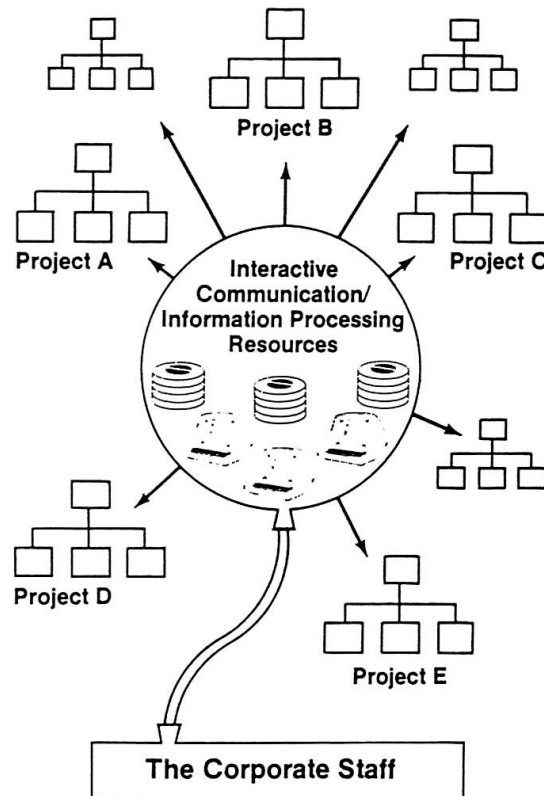 Project B
Project A
Project C
Interactive
Communication/
Information Processing
Resources
Project D
Project E
The Corporate Staff